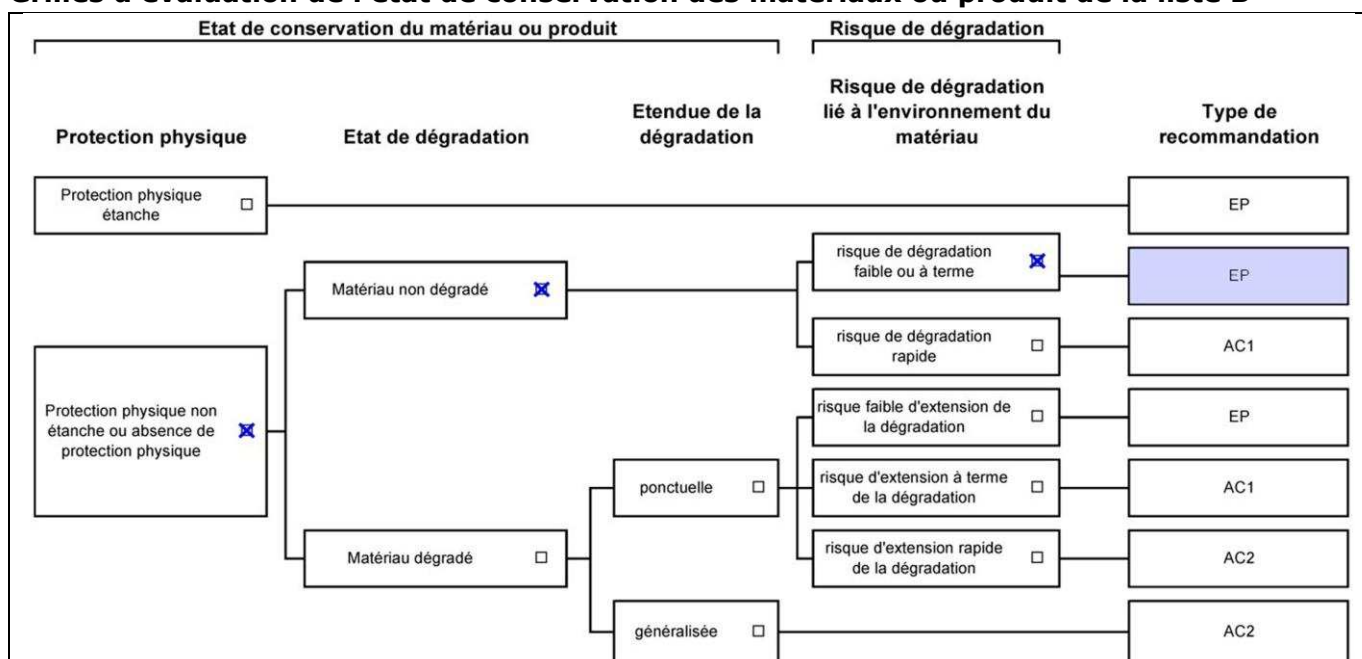 Grilles d'évaluation de l'état de conservation des matériaux ou produit de la liste B
Etat de conservation du matériau ou produit
Risque de dégradation
Protection physique
Etat de dégradation
Etendue de la
dégradation
Risque de dégradation
lié à l'environnement du
matériau
Type de
recommandation
Protection physique
étanche
EP
Protection physique non
étanche ou absence de
protection physique
Matériau non dégradé
risque de dégradation
faible ou à terme
EP
risque de dégradation
rapide
AC1
Matériau dégradé
ponctuelle
risque faible d'extension de
la dégradation
EP
risque d'extension à terme
de la dégradation
AC1
risque d'extension rapide
de la dégradation
AC2
généralisée
AC2